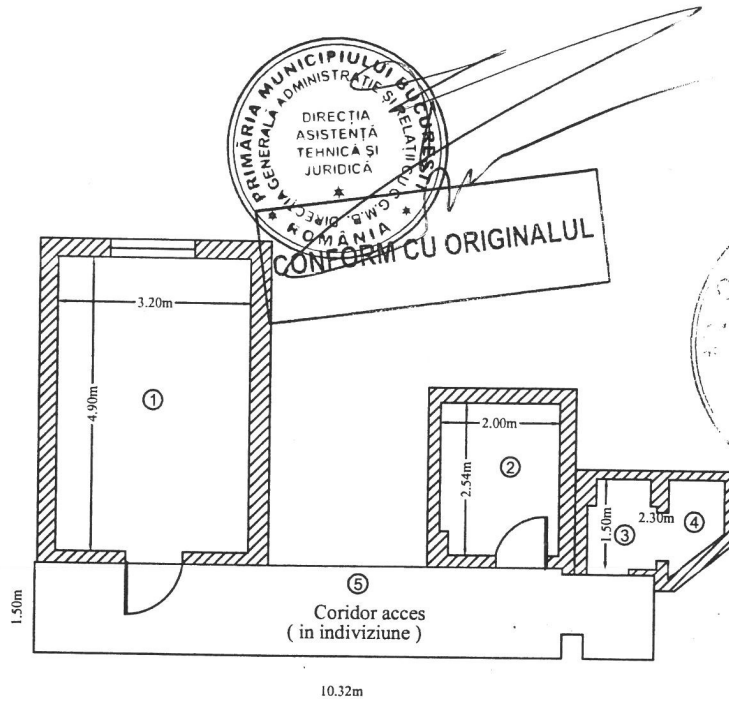 PRIMĂRIA MUNICIPIULUI BUCUREȘTI
DIRECȚIA GENERALĂ ADMINISTRAȚIE ȘI RELAȚII CU C.G.M.B.
DIRECȚIA
ASISTENȚĂ
TEHNICĂ ȘI
JURIDICĂ
ROMÂNIA
CONFORM CU ORIGINALUL
3.20m
4.90m
1
2.00m
2.54m
2
1.50m
3
2.30m
4
5
Coridor acces
( in indiviziune )
1.50m
10.32m